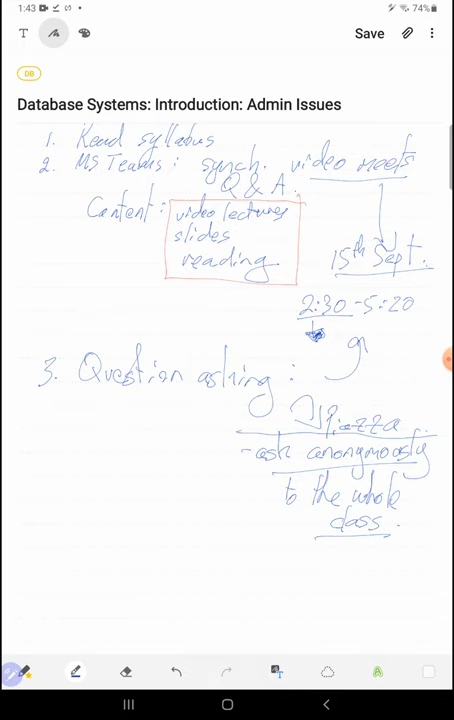 1:43 74%
T Save
DB
Database Systems: Introduction: Admin Issues
1. Read syllabus
2. MS Teams: synch. video meets
Q & A.
Content: video lectures
slides
reading
15th Sept.
2:30 - 5:20
3. Question asking:
Piazza
- ask anonymously
to the whole
class.